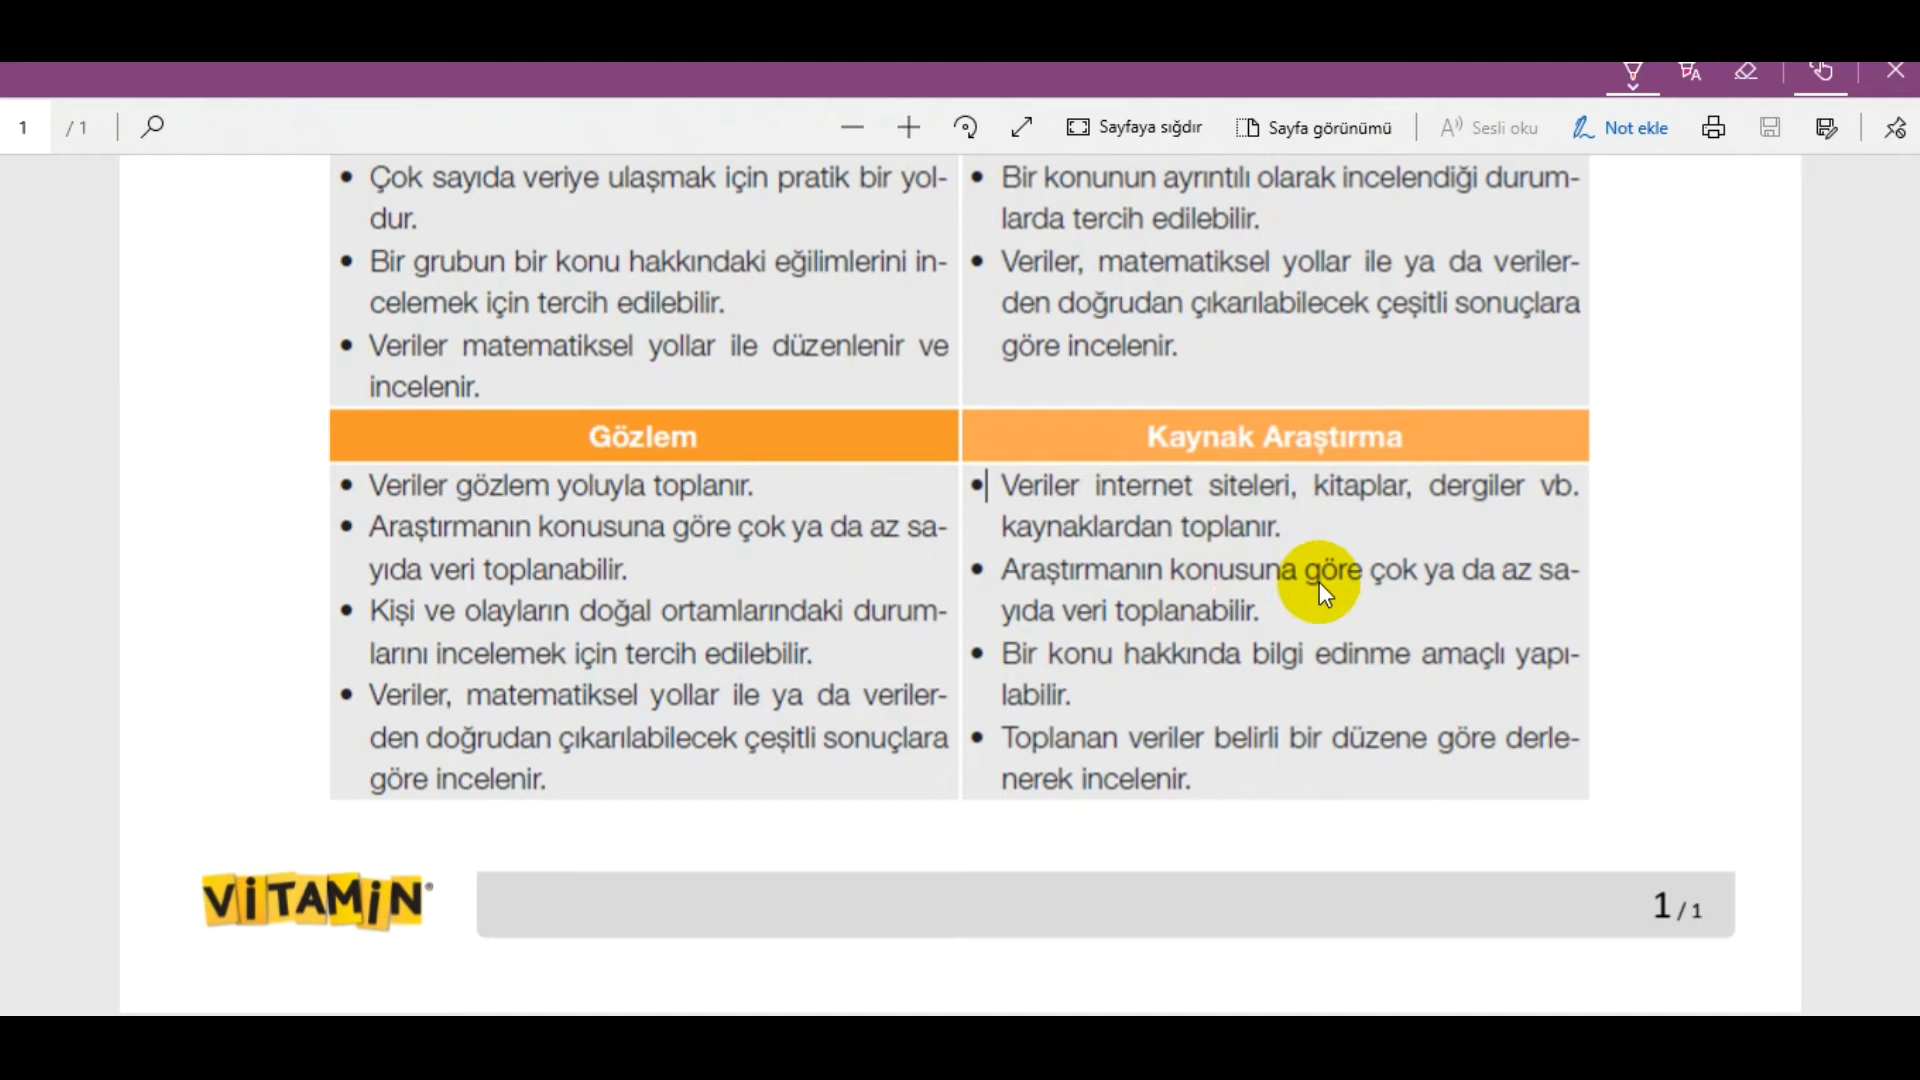 1 / 1
Sayfaya sığdır
Sayfa görünümü
A Sesli oku
Not ekle
• Çok sayıda veriye ulaşmak için pratik bir yol-
dur.
• Bir grubun bir konu hakkındaki eğilimlerini in-
celemek için tercih edilebilir.
• Veriler matematiksel yollar ile düzenlenir ve
incelenir.
• Bir konunun ayrıntılı olarak incelendiği durum-
larda tercih edilebilir.
• Veriler, matematiksel yollar ile ya da veriler-
den doğrudan çıkarılabilecek çeşitli sonuçlara
göre incelenir.
Gözlem
• Veriler gözlem yoluyla toplanır.
• Araştırmanın konusuna göre çok ya da az sa-
yıda veri toplanabilir.
• Kişi ve olayların doğal ortamlarındaki durum-
larını incelemek için tercih edilebilir.
• Veriler, matematiksel yollar ile ya da veriler-
den doğrudan çıkarılabilecek çeşitli sonuçlara
göre incelenir.
Kaynak Araştırma
• Veriler internet siteleri, kitaplar, dergiler vb.
kaynaklardan toplanır.
• Araştırmanın konusuna göre çok ya da az sa-
yıda veri toplanabilir.
• Bir konu hakkında bilgi edinme amaçlı yapı-
labilir.
• Toplanan veriler belirli bir düzene göre derle-
nerek incelenir.
VİTAMİN®
1 / 1